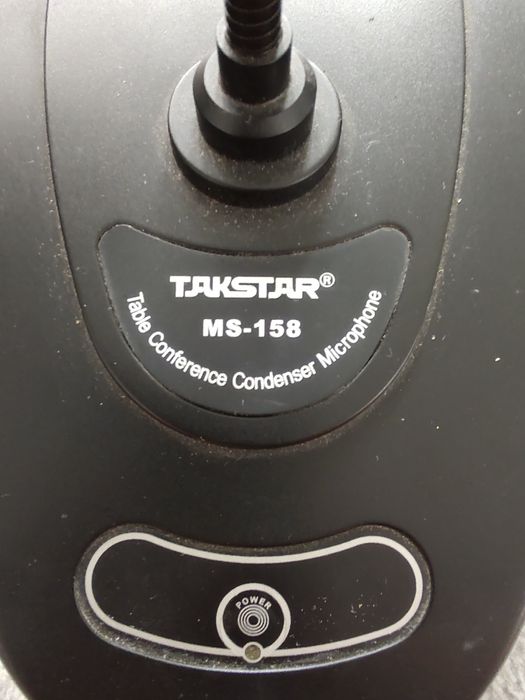 TAKSTAR®
MS-158
Table Conference Condenser Microphone
POWER